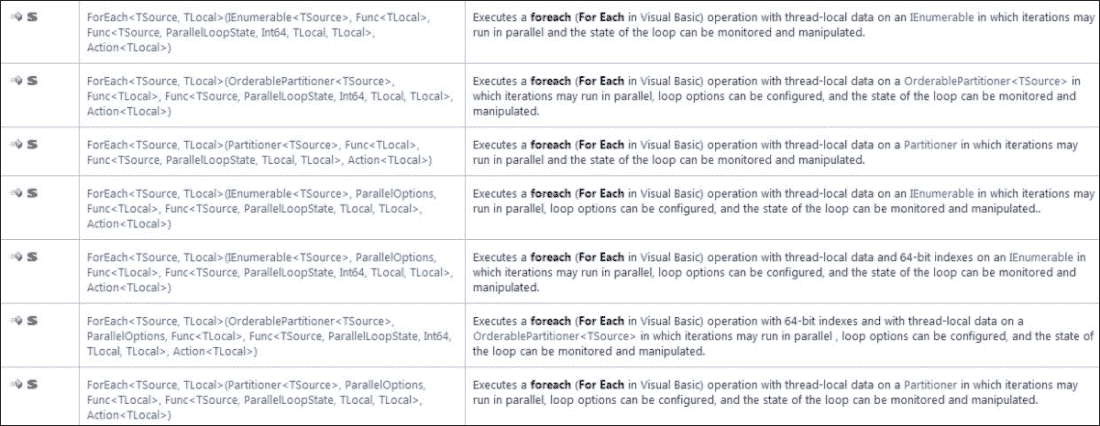 S
ForEach<TSource, TLocal>(IEnumerable<TSource>, Func<TLocal>,
Func<TSource, ParallelLoopState, Int64, TLocal, TLocal>,
Action<TLocal>)
Executes a foreach (For Each in Visual Basic) operation with thread-local data on an IEnumerable in which iterations may
run in parallel and the state of the loop can be monitored and manipulated.
S
ForEach<TSource, TLocal>(OrderablePartitioner<TSource>,
Func<TLocal>, Func<TSource, ParallelLoopState, Int64, TLocal, TLocal>,
Action<TLocal>)
Executes a foreach (For Each in Visual Basic) operation with thread-local data on a OrderablePartitioner<TSource> in
which iterations may run in parallel, loop options can be configured, and the state of the loop can be monitored and
manipulated.
S
ForEach<TSource, TLocal>(Partitioner<TSource>, Func<TLocal>,
Func<TSource, ParallelLoopState, TLocal, TLocal>, Action<TLocal>)
Executes a foreach (For Each in Visual Basic) operation with thread-local data on a Partitioner in which iterations may
run in parallel and the state of the loop can be monitored and manipulated.
S
ForEach<TSource, TLocal>(IEnumerable<TSource>, ParallelOptions,
Func<TLocal>, Func<TSource, ParallelLoopState, TLocal, TLocal>,
Action<TLocal>)
Executes a foreach (For Each in Visual Basic) operation with thread-local data on an IEnumerable in which iterations may
run in parallel, loop options can be configured, and the state of the loop can be monitored and manipulated..
S
ForEach<TSource, TLocal>(IEnumerable<TSource>, ParallelOptions,
Func<TLocal>, Func<TSource, ParallelLoopState, Int64, TLocal, TLocal>,
Action<TLocal>)
Executes a foreach (For Each in Visual Basic) operation with thread-local data and 64-bit indexes on an IEnumerable in
which iterations may run in parallel, loop options can be configured, and the state of the loop can be monitored and
manipulated.
S
ForEach<TSource, TLocal>(OrderablePartitioner<TSource>,
ParallelOptions, Func<TLocal>, Func<TSource, ParallelLoopState, Int64,
TLocal, TLocal>, Action<TLocal>)
Executes a foreach (For Each in Visual Basic) operation with 64-bit indexes and with thread-local data on a
OrderablePartitioner<TSource> in which iterations may run in parallel , loop options can be configured, and the state of
the loop can be monitored and manipulated.
S
ForEach<TSource, TLocal>(Partitioner<TSource>, ParallelOptions,
Func<TLocal>, Func<TSource, ParallelLoopState, TLocal, TLocal>,
Action<TLocal>)
Executes a foreach (For Each in Visual Basic) operation with thread-local data on a Partitioner in which iterations may
run in parallel, loop options can be configured, and the state of the loop can be monitored and manipulated.